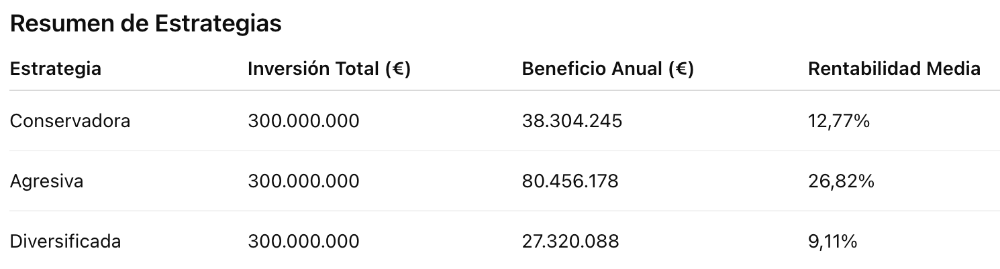 Resumen de Estrategias
Estrategia Inversión Total (€) Beneficio Anual (€) Rentabilidad Media
Conservadora 300.000.000 38.304.245 12,77%
Agresiva 300.000.000 80.456.178 26,82%
Diversificada 300.000.000 27.320.088 9,11%